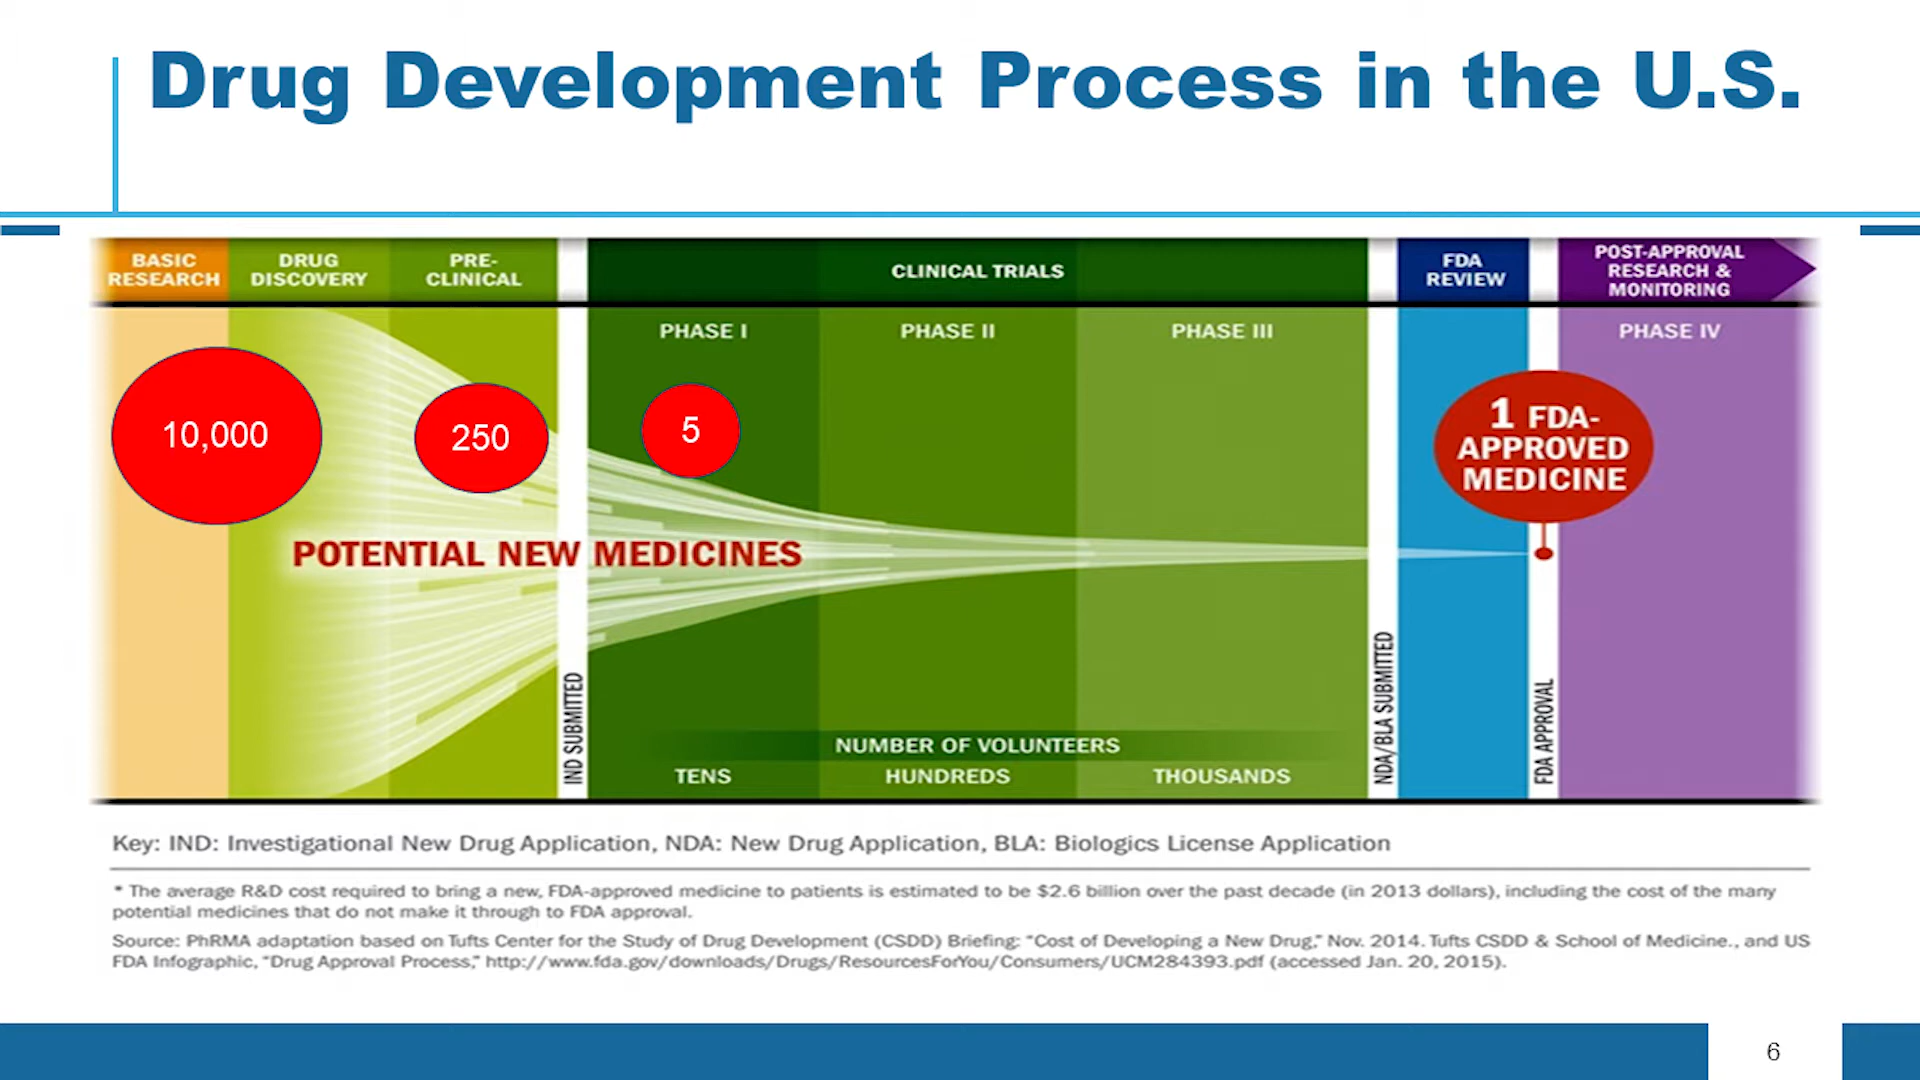 Drug Development Process in the U.S.
BASIC
RESEARCH
DRUG
DISCOVERY
PRE-
CLINICAL
CLINICAL TRIALS
FDA
REVIEW
POST-APPROVAL
RESEARCH &
MONITORING
PHASE I
PHASE II
PHASE III
PHASE IV
10,000
250
5
1 FDA-
APPROVED
MEDICINE
POTENTIAL NEW MEDICINES
IND SUBMITTED
NDA/BLA SUBMITTED
FDA APPROVAL
NUMBER OF VOLUNTEERS
TENS
HUNDREDS
THOUSANDS
Key: IND: Investigational New Drug Application, NDA: New Drug Application, BLA: Biologics License Application
* The average R&D cost required to bring a new, FDA-approved medicine to patients is estimated to be $2.6 billion over the past decade (in 2013 dollars), including the cost of the many
potential medicines that do not make it through to FDA approval.
Source: PhRMA adaptation based on Tufts Center for the Study of Drug Development (CSDD) Briefing: "Cost of Developing a New Drug," Nov. 2014. Tufts CSDD & School of Medicine., and US
FDA Infographic, "Drug Approval Process," http://www.fda.gov/downloads/Drugs/ResourcesForYou/Consumers/UCM284393.pdf (accessed Jan. 20, 2015).
6